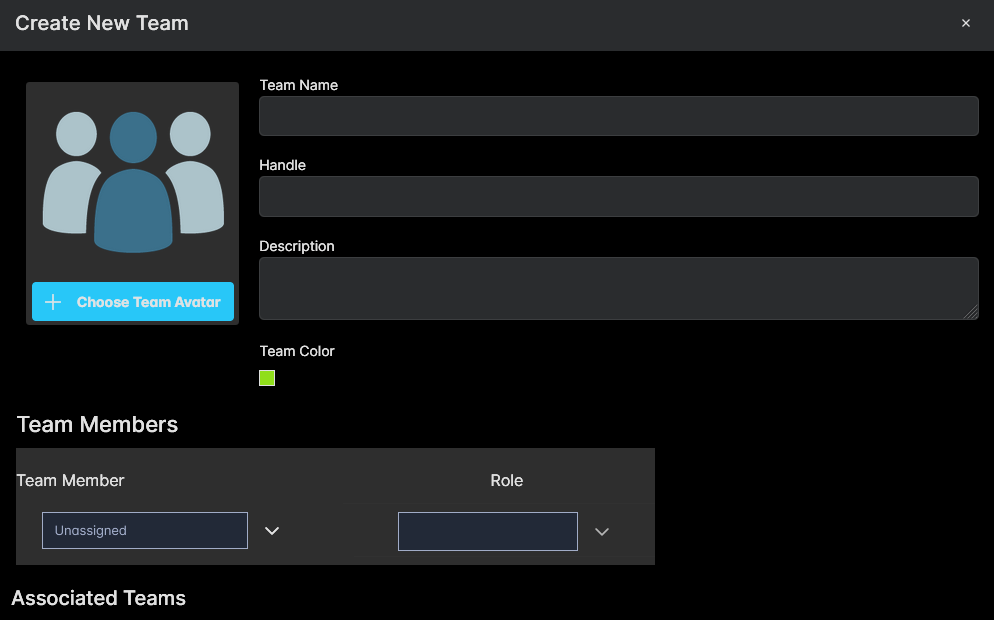 Create New Team
Team Name
Handle
Description
Choose Team Avatar
Team Color
Team Members
Team Member
Role
Unassigned
Associated Teams